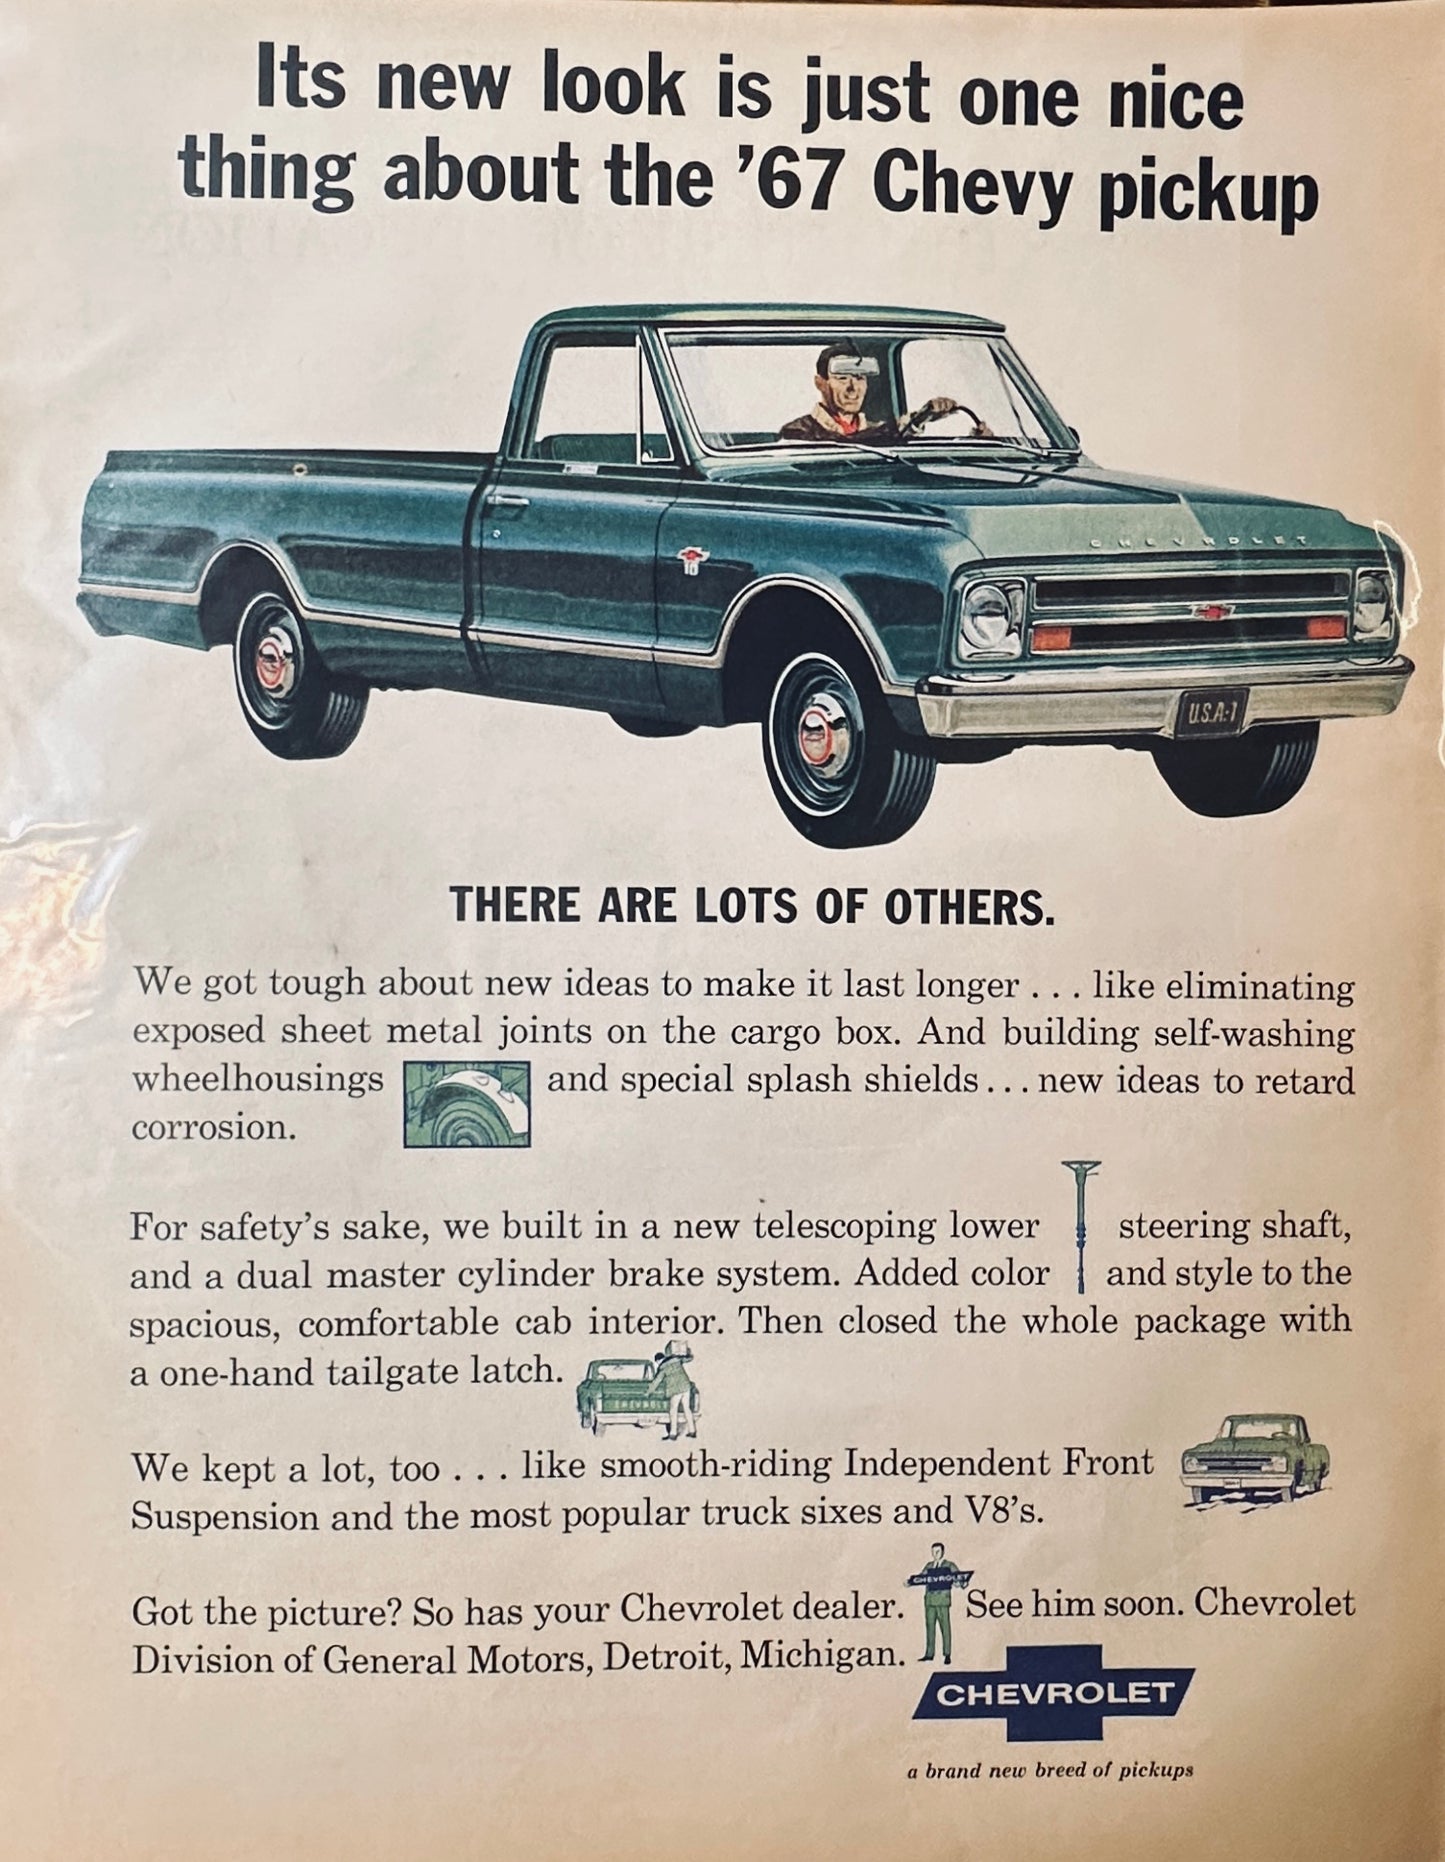 Its new look is just one nice
thing about the ’67 Chevy pickup
CHEVROLET
10
U.S.A-1
THERE ARE LOTS OF OTHERS.
We got tough about new ideas to make it last longer . . . like eliminating
exposed sheet metal joints on the cargo box. And building self-washing
wheelhousings and special splash shields . . . new ideas to retard
corrosion.
For safety’s sake, we built in a new telescoping lower steering shaft,
and a dual master cylinder brake system. Added color and style to the
spacious, comfortable cab interior. Then closed the whole package with
a one-hand tailgate latch.
CHEVROLET
We kept a lot, too . . . like smooth-riding Independent Front
Suspension and the most popular truck sixes and V8’s.
CHEVROLET
Got the picture? So has your Chevrolet dealer. See him soon. Chevrolet
Division of General Motors, Detroit, Michigan.
CHEVROLET
a brand new breed of pickups